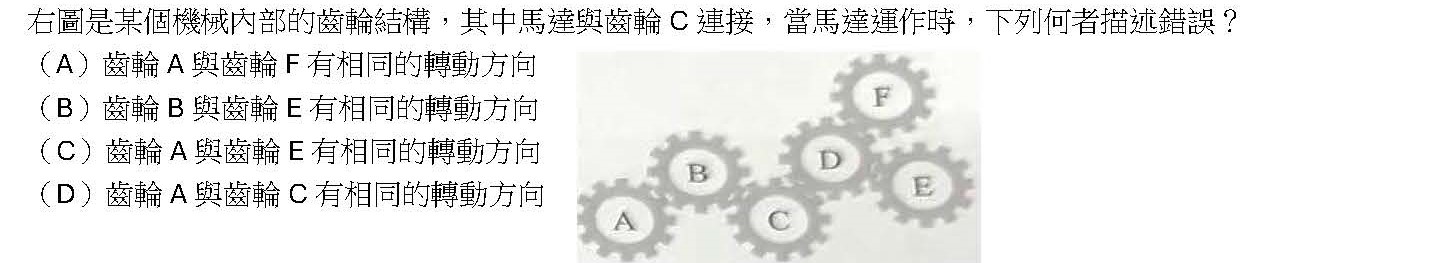 右圖是某個機械內部的齒輪結構，其中馬達與齒輪 C 連接，當馬達運作時，下列何者描述錯誤？
（A）齒輪 A 與齒輪 F 有相同的轉動方向
（B）齒輪 B 與齒輪 E 有相同的轉動方向
（C）齒輪 A 與齒輪 E 有相同的轉動方向
（D）齒輪 A 與齒輪 C 有相同的轉動方向
F
B
D
E
A
C